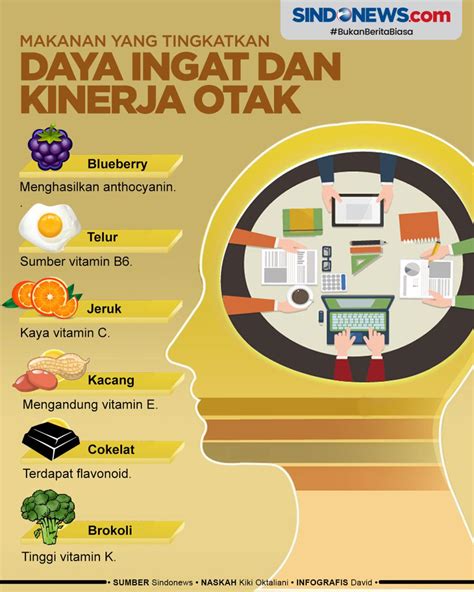 SINDONEWS.com
#BukanBeritaBiasa
MAKANAN YANG TINGKATKAN
DAYA INGAT DAN
KINERJA OTAK
Blueberry
Menghasilkan anthocyanin.
.
Telur
Sumber vitamin B6.
Jeruk
Kaya vitamin C.
Kacang
Mengandung vitamin E.
Cokelat
Terdapat flavonoid.
Brokoli
Tinggi vitamin K.
• SUMBER Sindonews • NASKAH Kiki Oktaliani • INFOGRAFIS David •